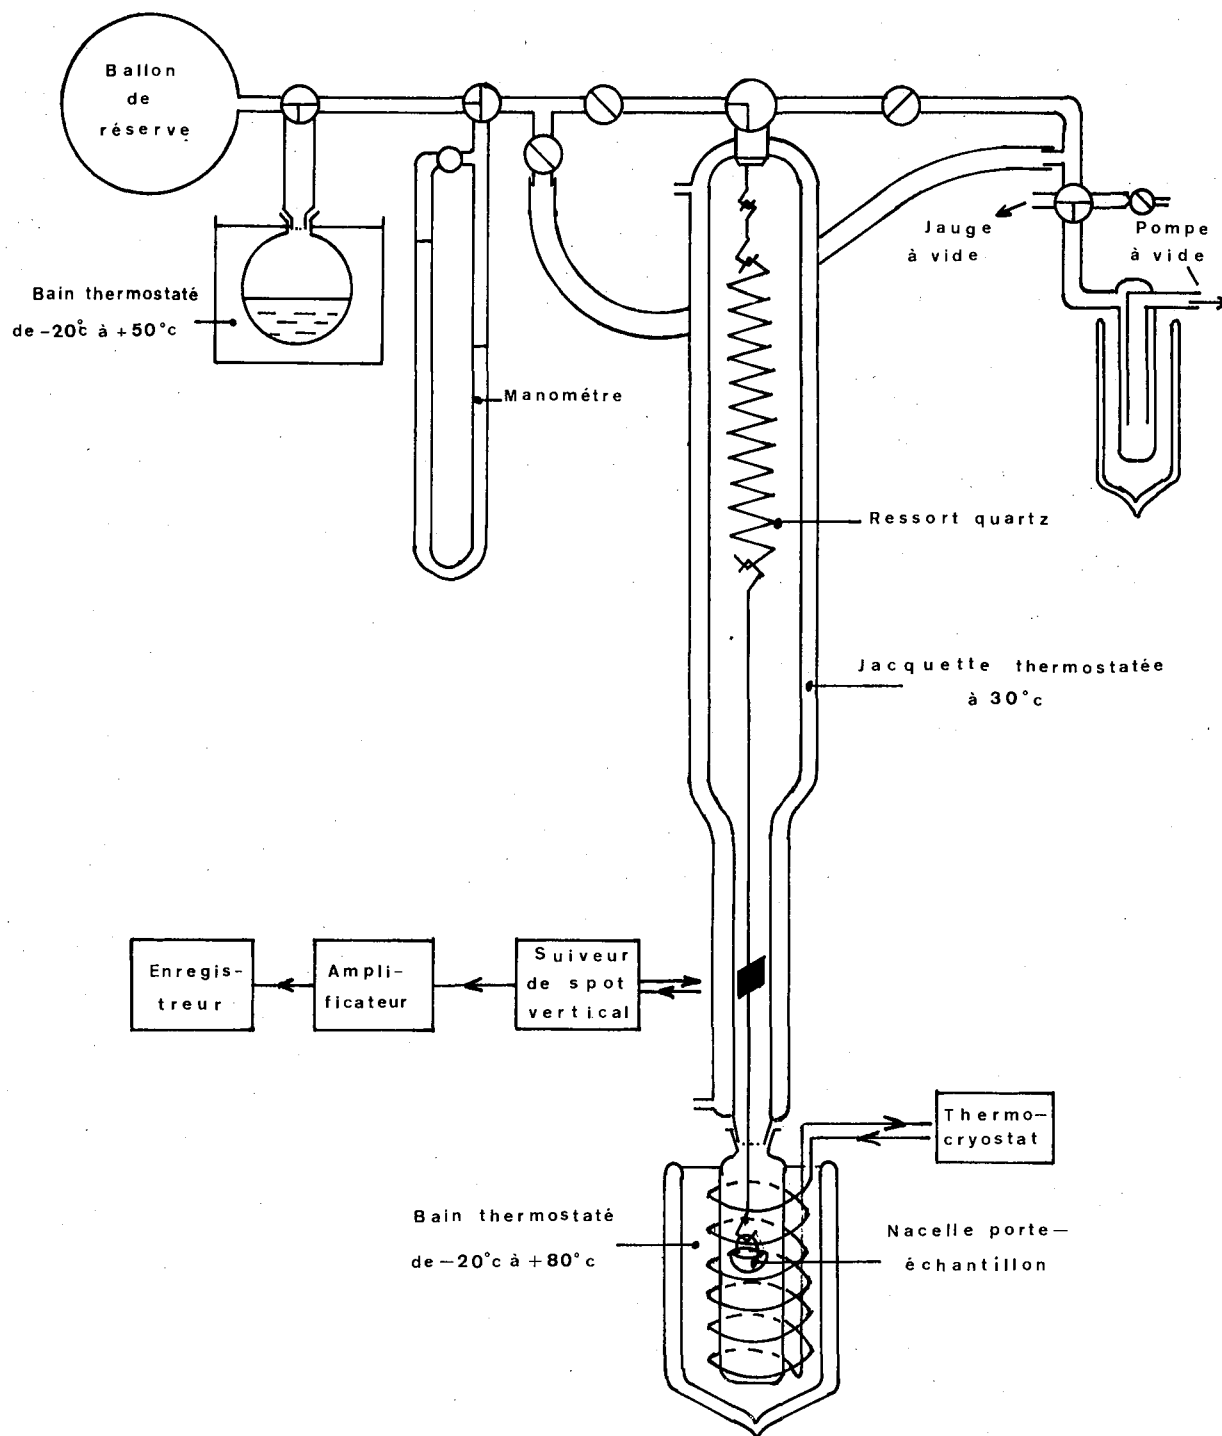 Ballon
de
réserve
Jauge
à vide
Pompe
à vide
Bain thermostaté
de -20°c à +50°c
Manométre
Ressort quartz
Jacquette thermostatée
à 30°c
Enregis-
treur
Ampli-
ficateur
Suiveur
de spot
vertical
Thermo-
cryostat
Bain thermostaté
de -20°c à +80°c
Nacelle porte-
échantillon